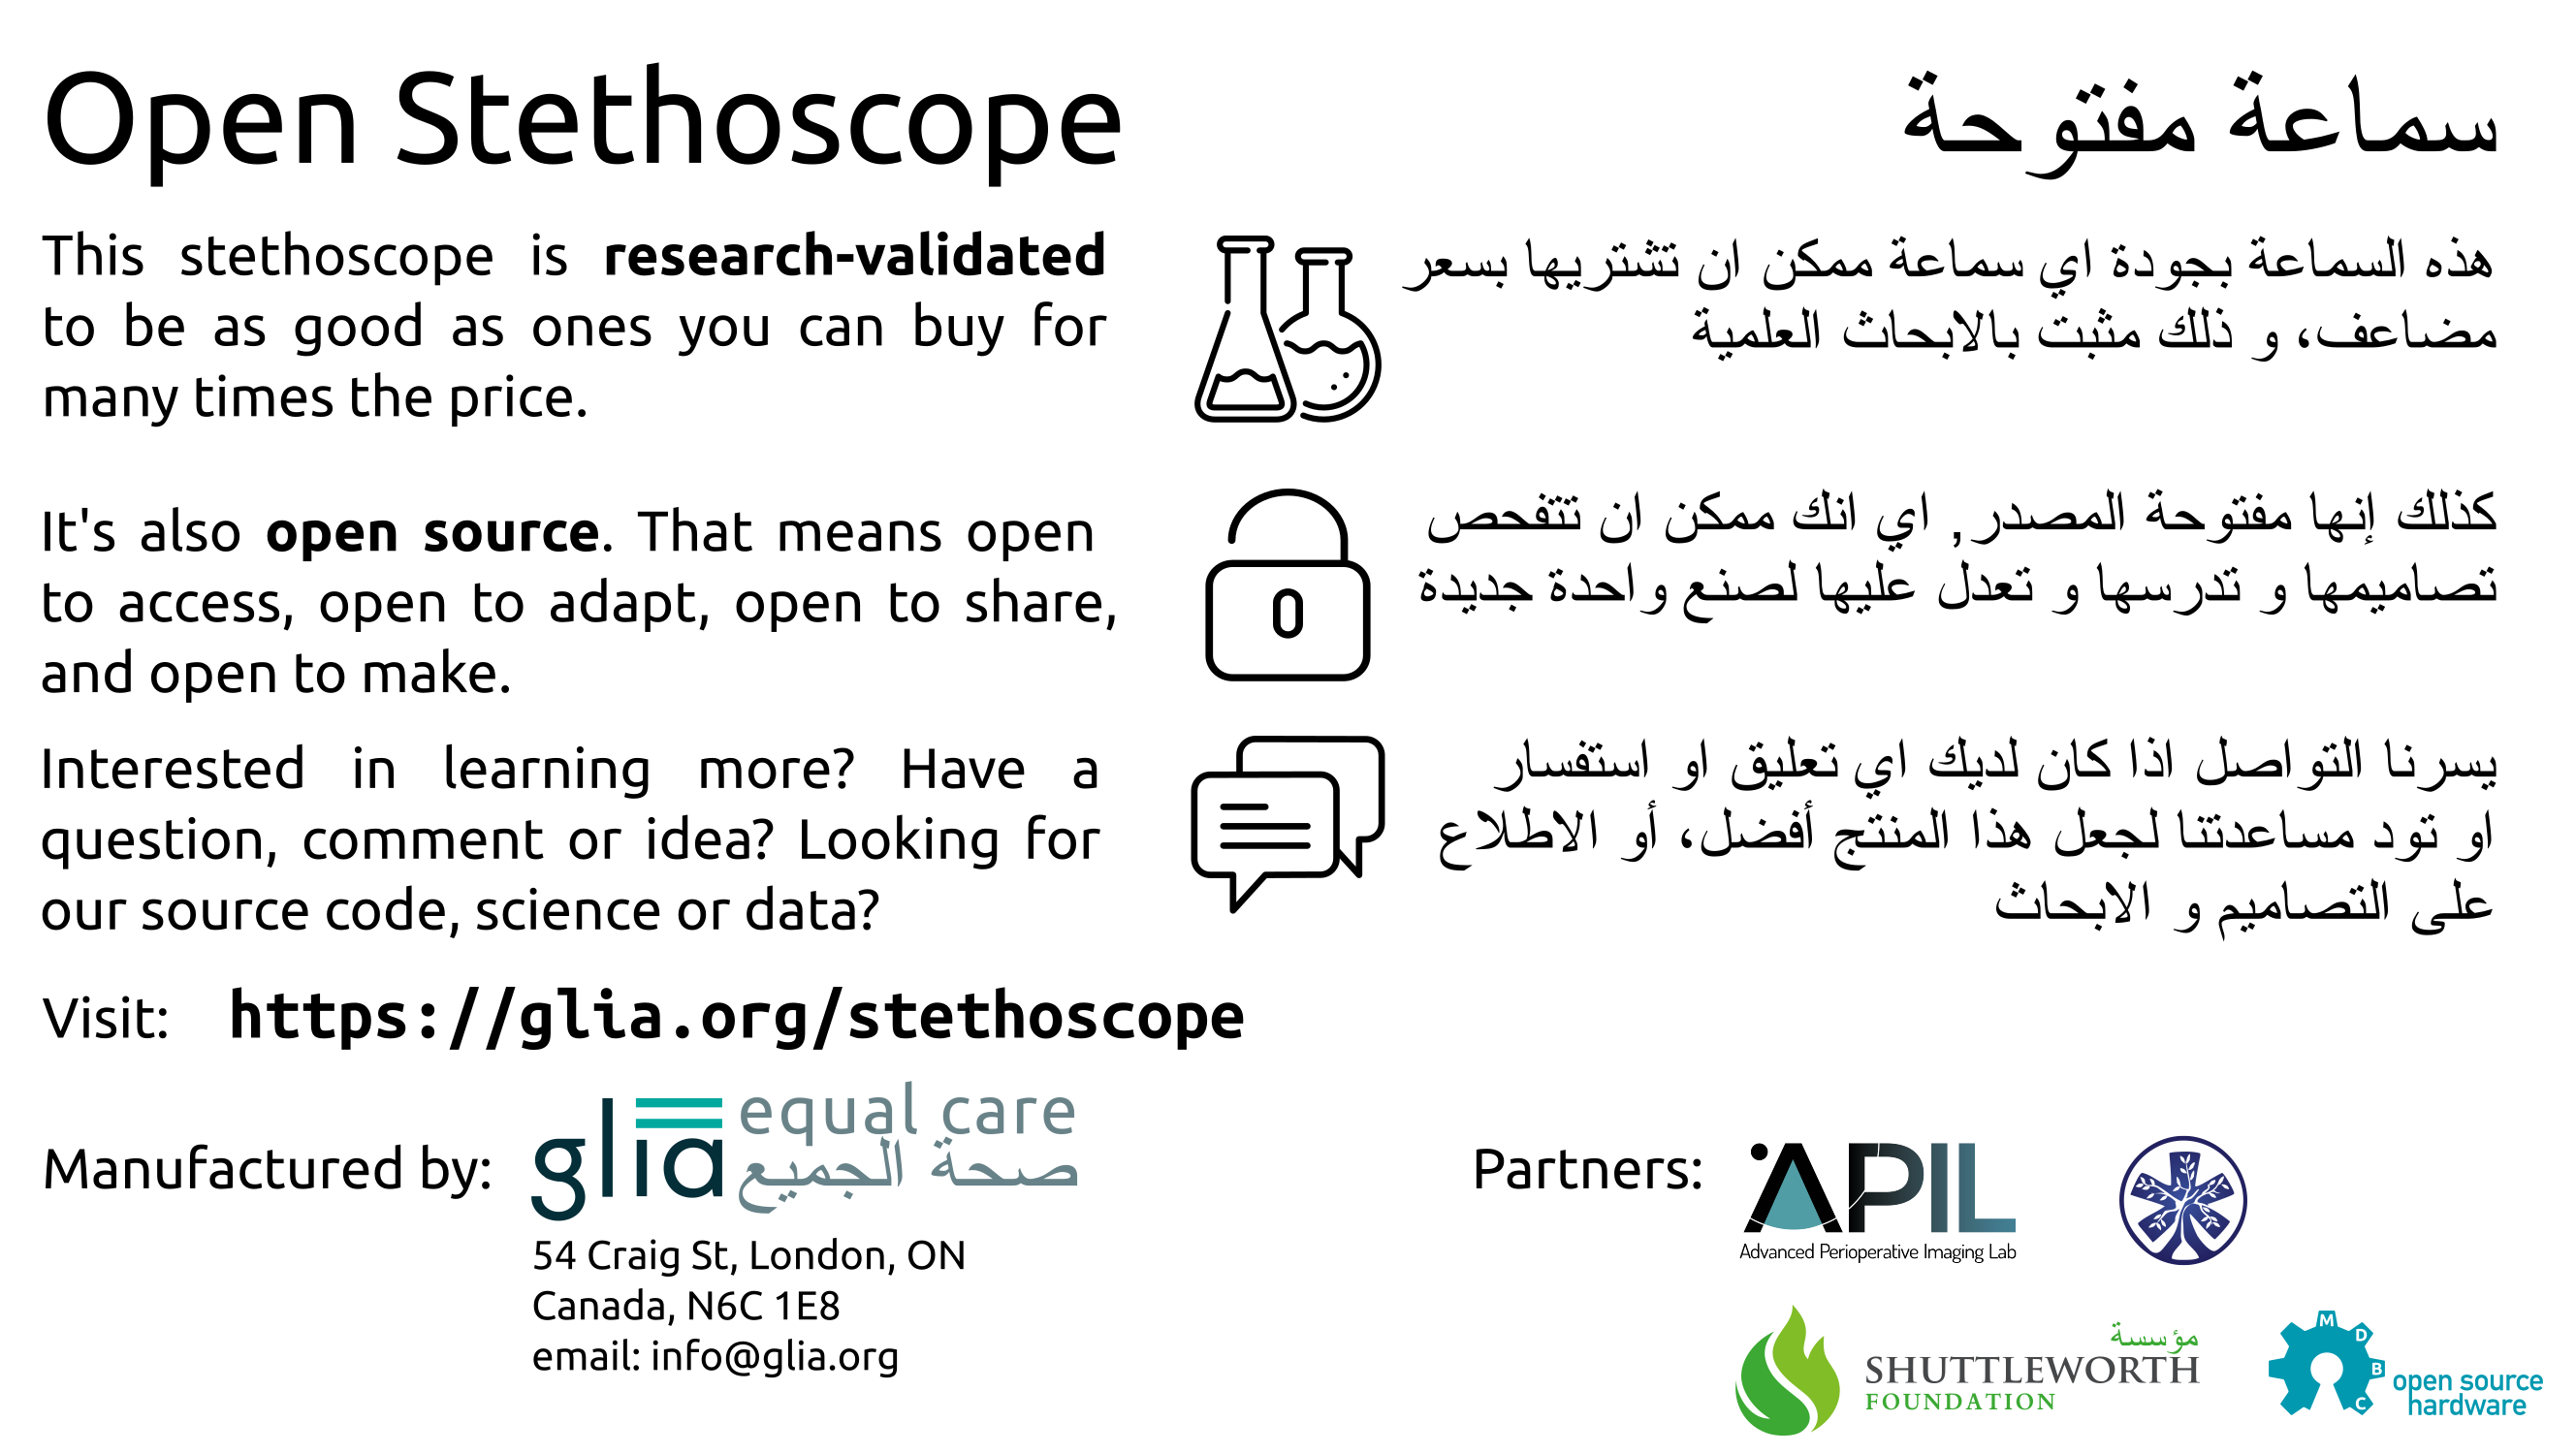 Open Stethoscope
سماعة مفتوحة
This stethoscope is research-validated
to be as good as ones you can buy for
many times the price.
هذه السماعة بجودة اي سماعة ممكن ان تشتريها بسعر
مضاعف، و ذلك مثبت بالابحاث العلمية
It's also open source. That means open
to access, open to adapt, open to share,
and open to make.
كذلك إنها مفتوحة المصدر, اي انك ممكن ان تتفحص
تصاميمها و تدرسها و تعدل عليها لصنع واحدة جديدة
Interested in learning more? Have a
question, comment or idea? Looking for
our source code, science or data?
يسرنا التواصل اذا كان لديك اي تعليق او استفسار
او تود مساعدتنا لجعل هذا المنتج أفضل، أو الاطلاع
على التصاميم و الابحاث
Visit: https://glia.org/stethoscope
Manufactured by:
glia
equal care
صحة الجميع
54 Craig St, London, ON
Canada, N6C 1E8
email: info@glia.org
Partners:
APIL
Advanced Perioperative Imaging Lab
مؤسسة
SHUTTLEWORTH
FOUNDATION
M
D
B
C
open source
hardware